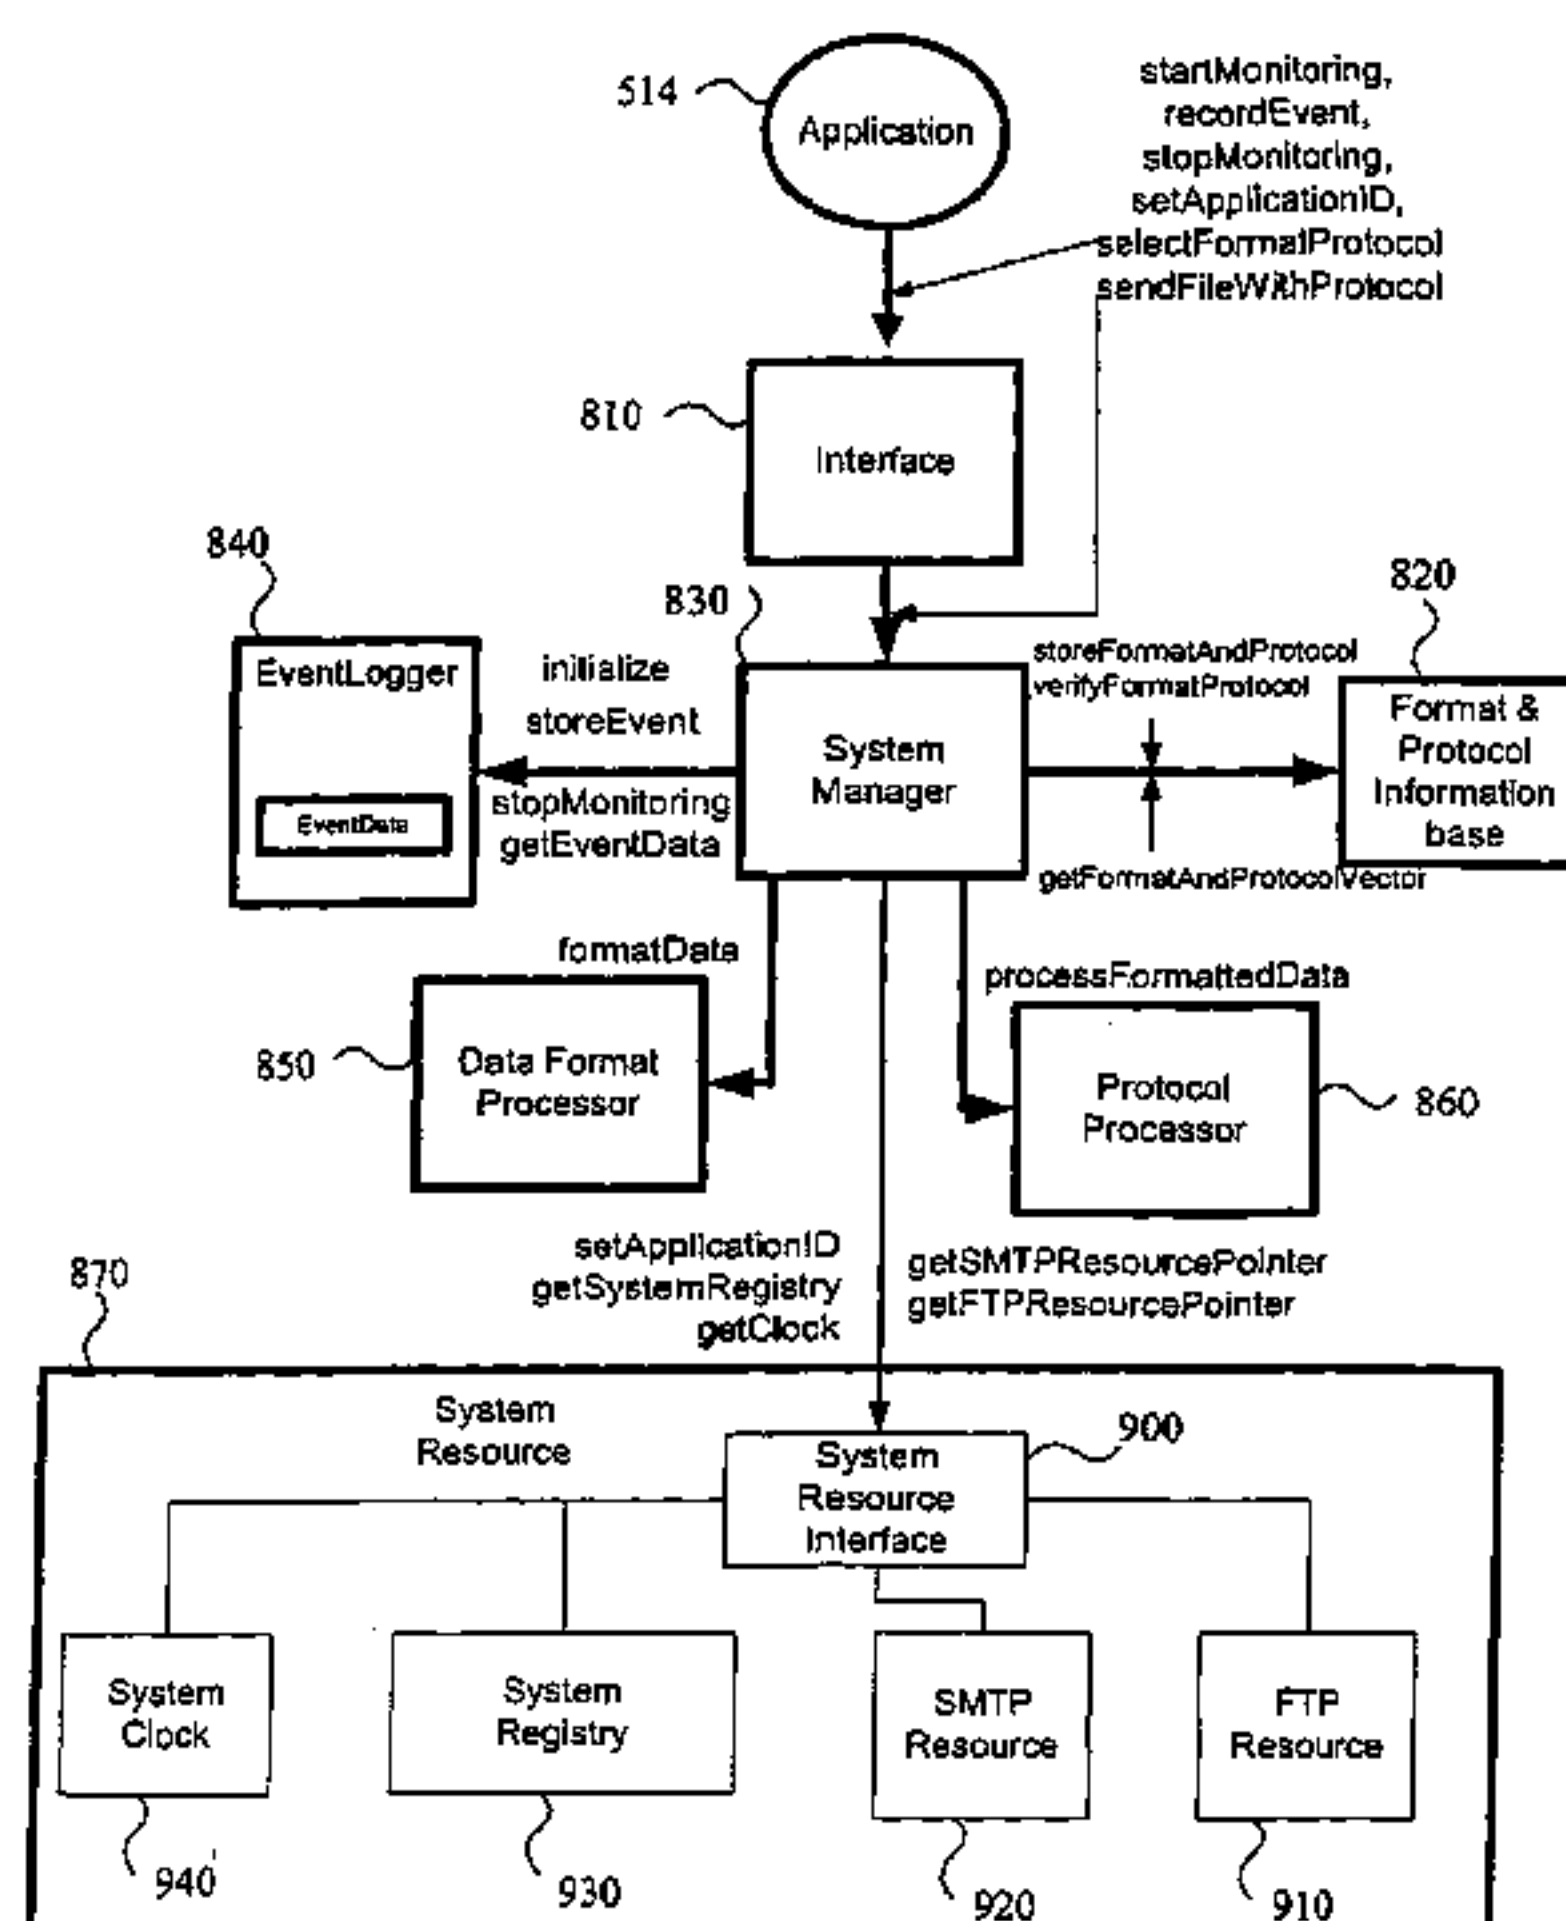 514
Application
startMonitoring,
recordEvent,
stopMonitoring,
setApplicationID,
selectFormatProtocol
sendFileWithProtocol
810
Interface
840
830
820
EventLogger
EventData
initialize
storeEvent
stopMonitoring
getEventData
System
Manager
storeFormatAndProtocol
verifyFormatProtocol
getFormatAndProtocolVector
Format &
Protocol
Information
base
formatData
processFormattedData
850
Data Format
Processor
Protocol
Processor
860
setApplicationID
getSystemRegistry
getClock
getSMTPResourcePointer
getFTPResourcePointer
870
System
Resource
System
Resource
Interface
900
System
Clock
System
Registry
SMTP
Resource
FTP
Resource
940
930
920
910